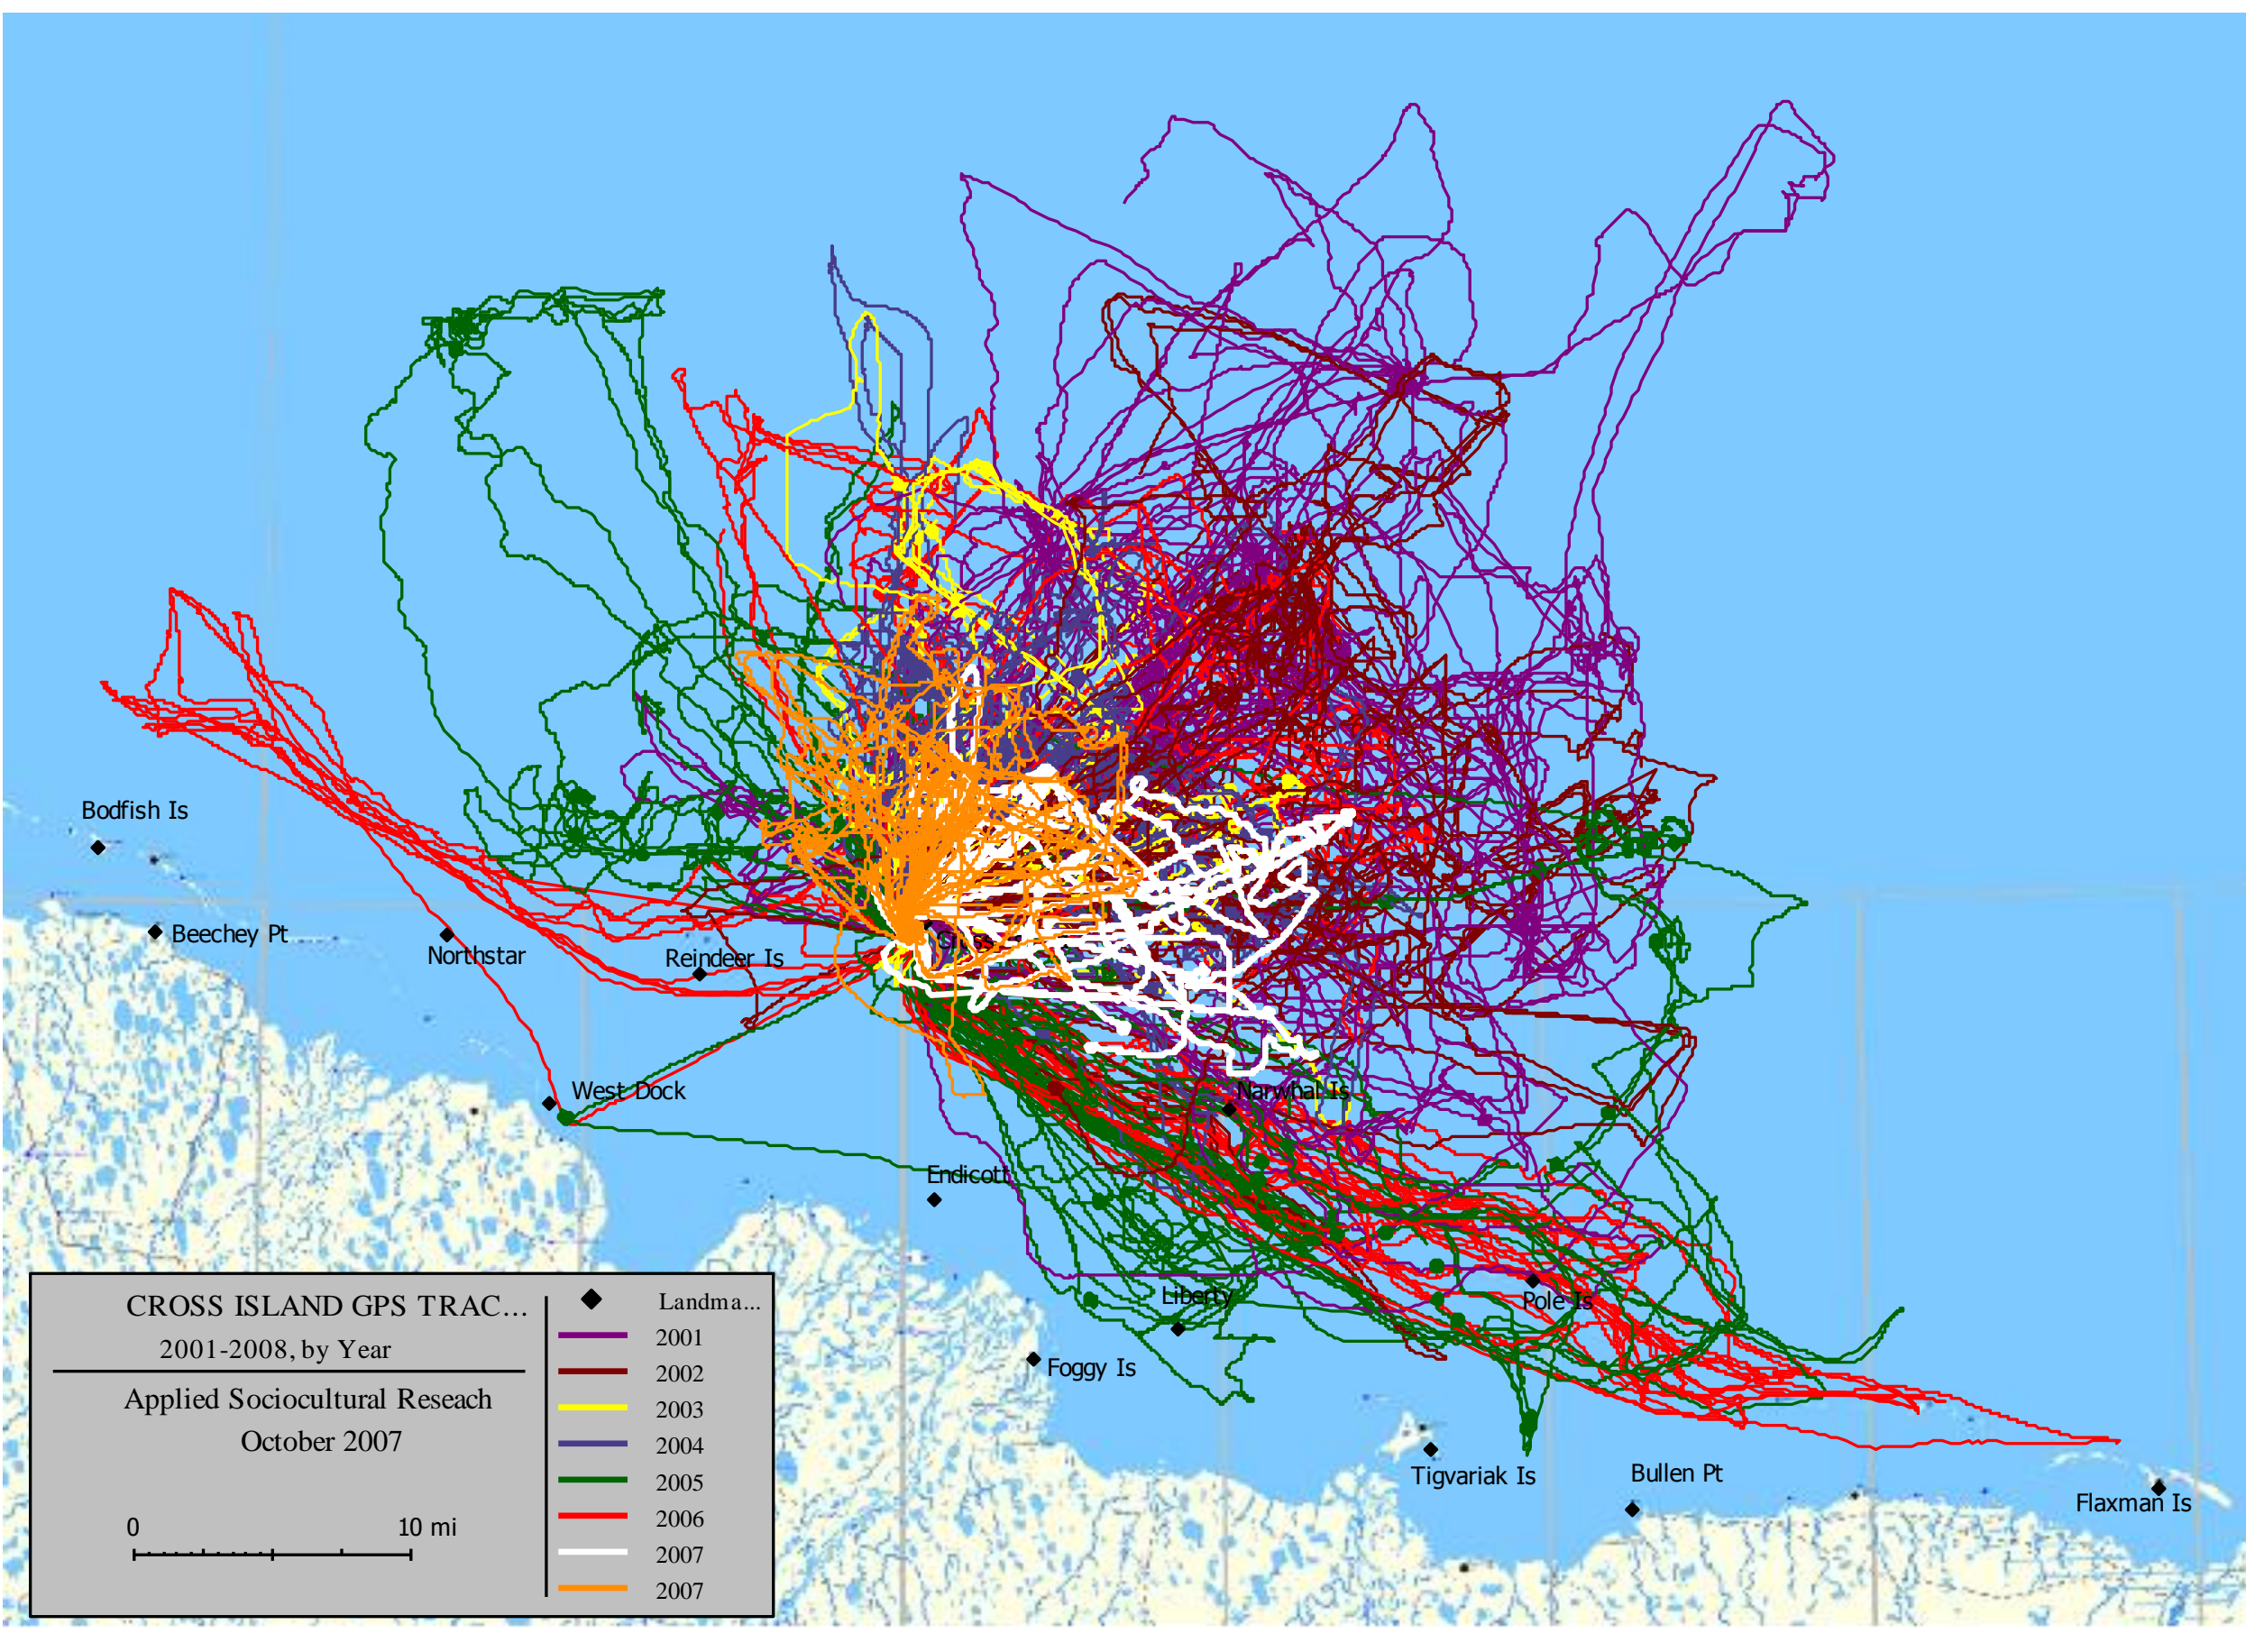 Bodfish Is
Beechey Pt
Northstar
Reindeer Is
Cross
West Dock
Narwhal Is
Endicott
Liberty
Pole Is
Foggy Is
Tigvariak Is
Bullen Pt
Flaxman Is
CROSS ISLAND GPS TRAC...
2001-2008, by Year
Applied Sociocultural Reseach
October 2007
0 10 mi
Landma...
2001
2002
2003
2004
2005
2006
2007
2007